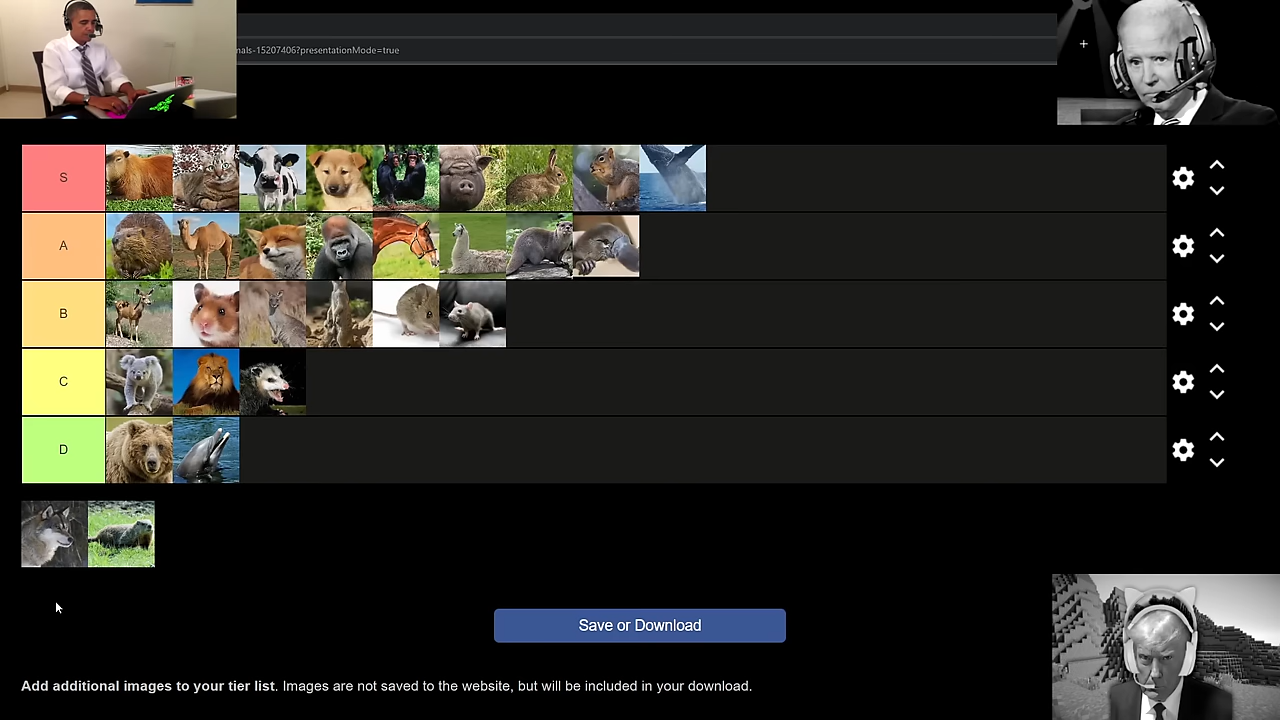 nals-15207406?presentationMode=true
S
A
B
C
D
Save or Download
Add additional images to your tier list. Images are not saved to the website, but will be included in your download.